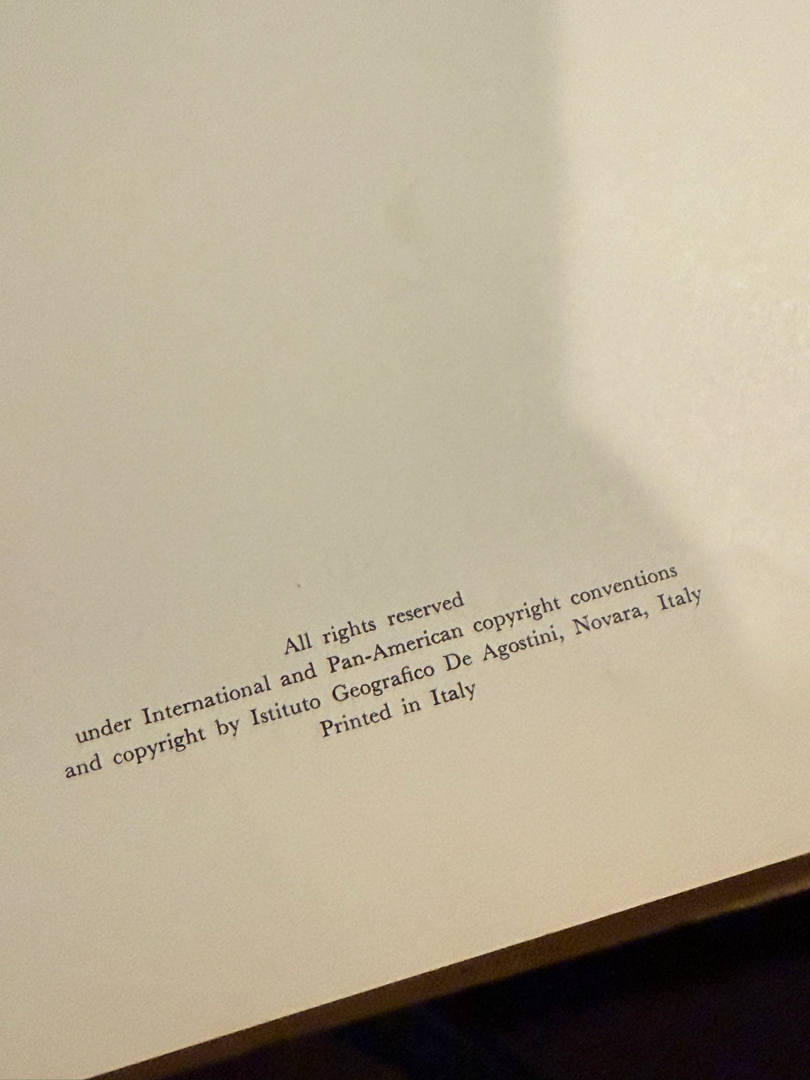 All rights reserved
under International and Pan-American copyright conventions
and copyright by Istituto Geografico De Agostini, Novara, Italy
Printed in Italy